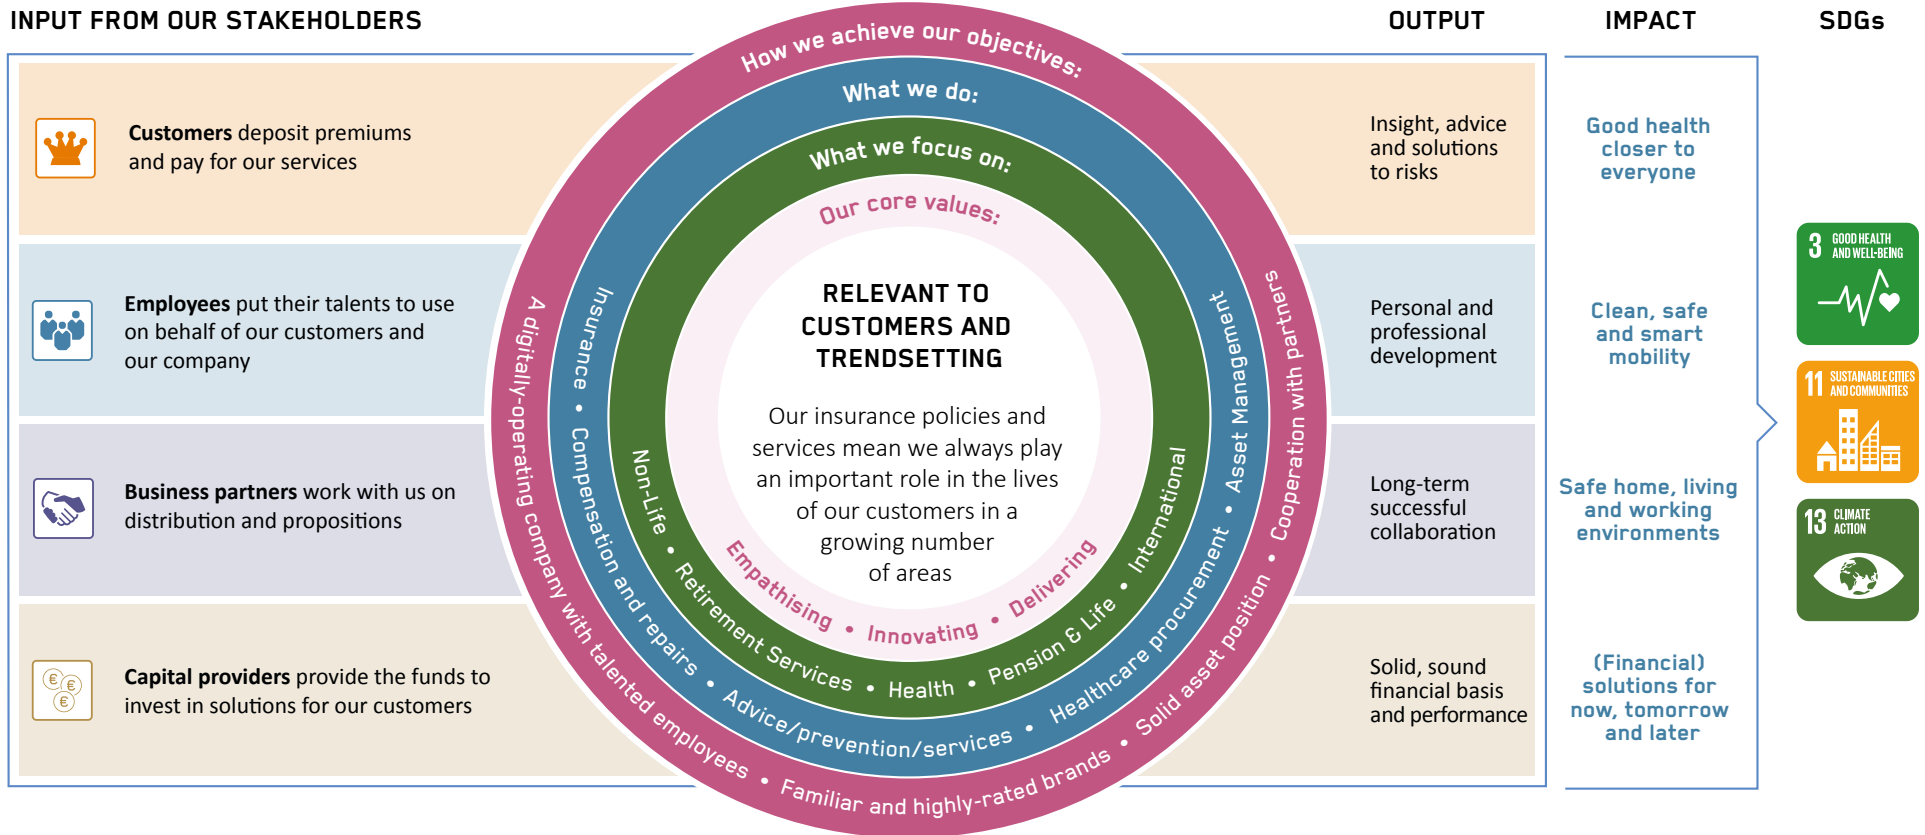 INPUT FROM OUR STAKEHOLDERS
OUTPUT
IMPACT
SDGs
Customers deposit premiums
and pay for our services
Employees put their talents to use
on behalf of our customers and
our company
Business partners work with us on
distribution and propositions
€
€
€
Capital providers provide the funds to
invest in solutions for our customers
How we achieve our objectives:
A digitally-operating company with talented employees • Familiar and highly-rated brands • Solid asset position • Cooperation with partners
What we do:
Insurance • Compensation and repairs • Advice/prevention/services • Healthcare procurement • Asset Management
What we focus on:
Non-Life • Retirement Services • Health • Pension & Life • International
Our core values:
Empathising • Innovating • Delivering
RELEVANT TO
CUSTOMERS AND
TRENDSETTING
Our insurance policies and
services mean we always play
an important role in the lives
of our customers in a
growing number
of areas
Insight, advice
and solutions
to risks
Personal and
professional
development
Long-term
successful
collaboration
Solid, sound
financial basis
and performance
Good health
closer to
everyone
Clean, safe
and smart
mobility
Safe home, living
and working
environments
(Financial)
solutions for
now, tomorrow
and later
3 GOOD HEALTH
AND WELL-BEING
11 SUSTAINABLE CITIES
AND COMMUNITIES
13 CLIMATE
ACTION